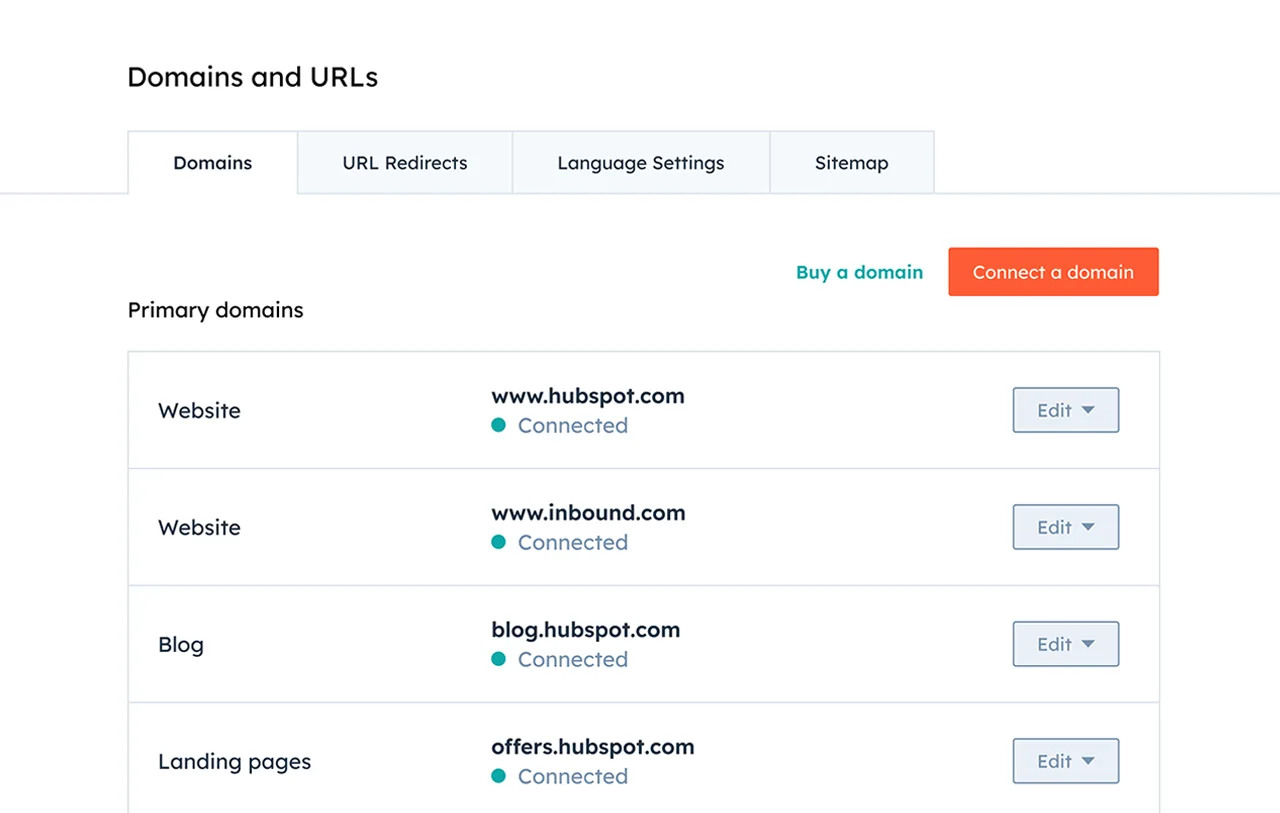 Domains and URLs
Domains
URL Redirects
Language Settings
Sitemap
Buy a domain
Connect a domain
Primary domains
Website
www.hubspot.com
Connected
Edit
Website
www.inbound.com
Connected
Edit
Blog
blog.hubspot.com
Connected
Edit
Landing pages
offers.hubspot.com
Connected
Edit